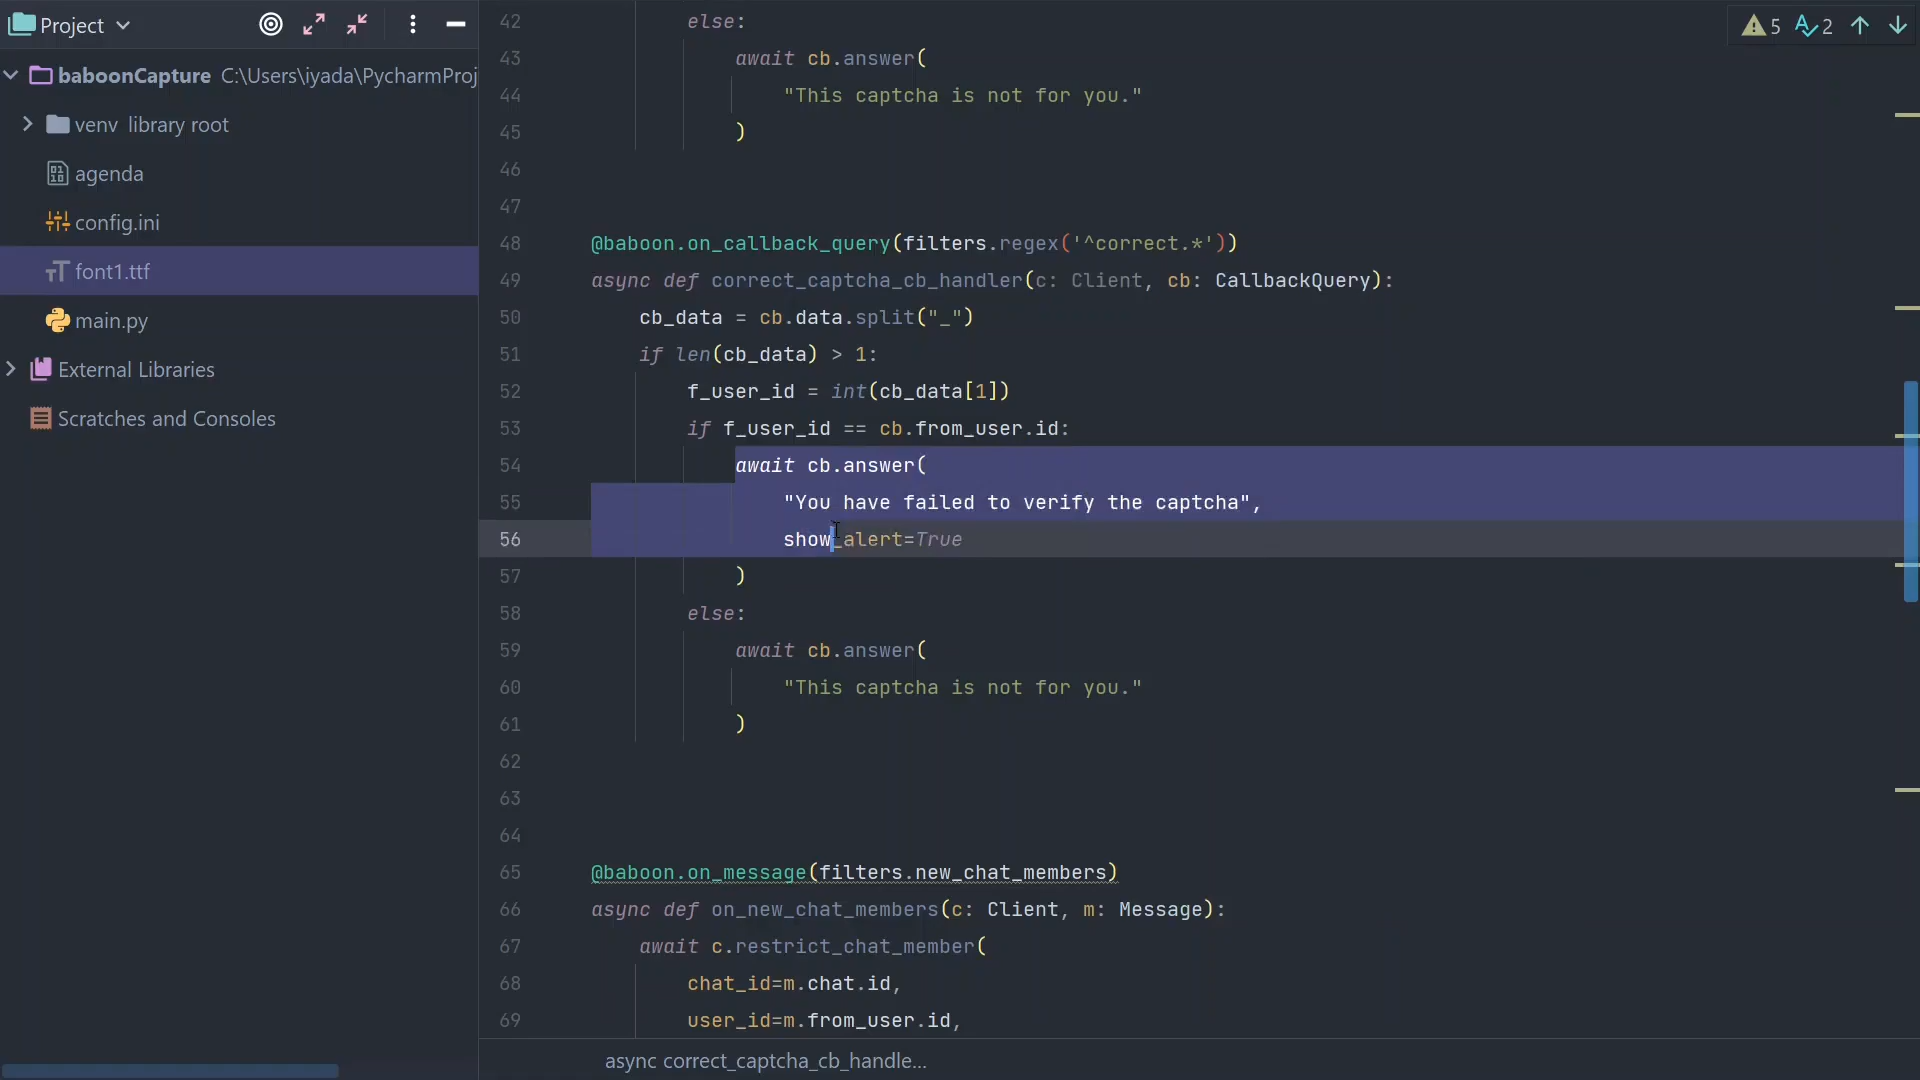 Project
5 2
baboonCapture C:\Users\iyada\PycharmProj
venv library root
agenda
config.ini
font1.ttf
main.py
External Libraries
Scratches and Consoles
42 else:
43 await cb.answer(
44 "This captcha is not for you."
45 )
46
47
48 @baboon.on_callback_query(filters.regex('^correct.*'))
49 async def correct_captcha_cb_handler(c: Client, cb: CallbackQuery):
50 cb_data = cb.data.split("_")
51 if len(cb_data) > 1:
52 f_user_id = int(cb_data[1])
53 if f_user_id == cb.from_user.id:
54 await cb.answer(
55 "You have failed to verify the captcha",
56 show_alert=True
57 )
58 else:
59 await cb.answer(
60 "This captcha is not for you."
61 )
62
63
64
65 @baboon.on_message(filters.new_chat_members)
66 async def on_new_chat_members(c: Client, m: Message):
67 await c.restrict_chat_member(
68 chat_id=m.chat.id,
69 user_id=m.from_user.id,
async correct_captcha_cb_handle...